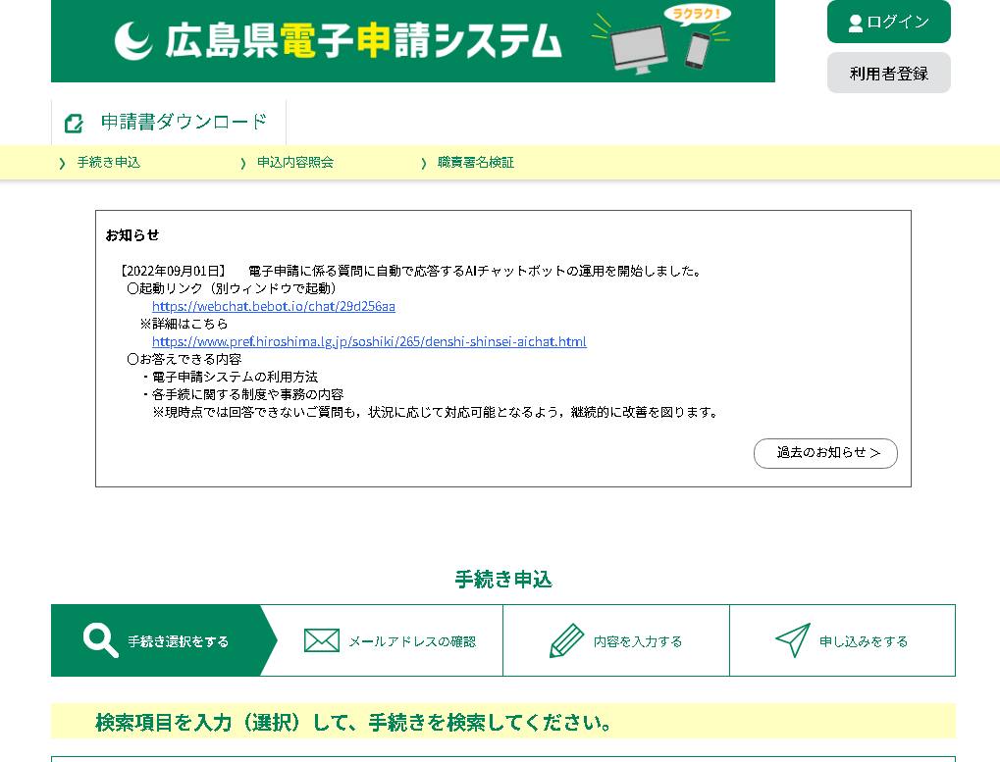 広島県電子申請システム
ラクラク!
ログイン
利用者登録
申請書ダウンロード
手続き申込
申込内容照会
職責署名検証
お知らせ
【2022年09月01日】　電子申請に係る質問に自動で応答するAIチャットボットの運用を開始しました。
〇起動リンク（別ウィンドウで起動）
https://webchat.bebot.io/chat/29d256aa
※詳細はこちら
https://www.pref.hiroshima.lg.jp/soshiki/265/denshi-shinsei-aichat.html
〇お答えできる内容
・電子申請システムの利用方法
・各手続に関する制度や事務の内容
※現時点では回答できないご質問も，状況に応じて対応可能となるよう，継続的に改善を図ります。
過去のお知らせ ＞
手続き申込
手続き選択をする
メールアドレスの確認
内容を入力する
申し込みをする
検索項目を入力（選択）して、手続きを検索してください。